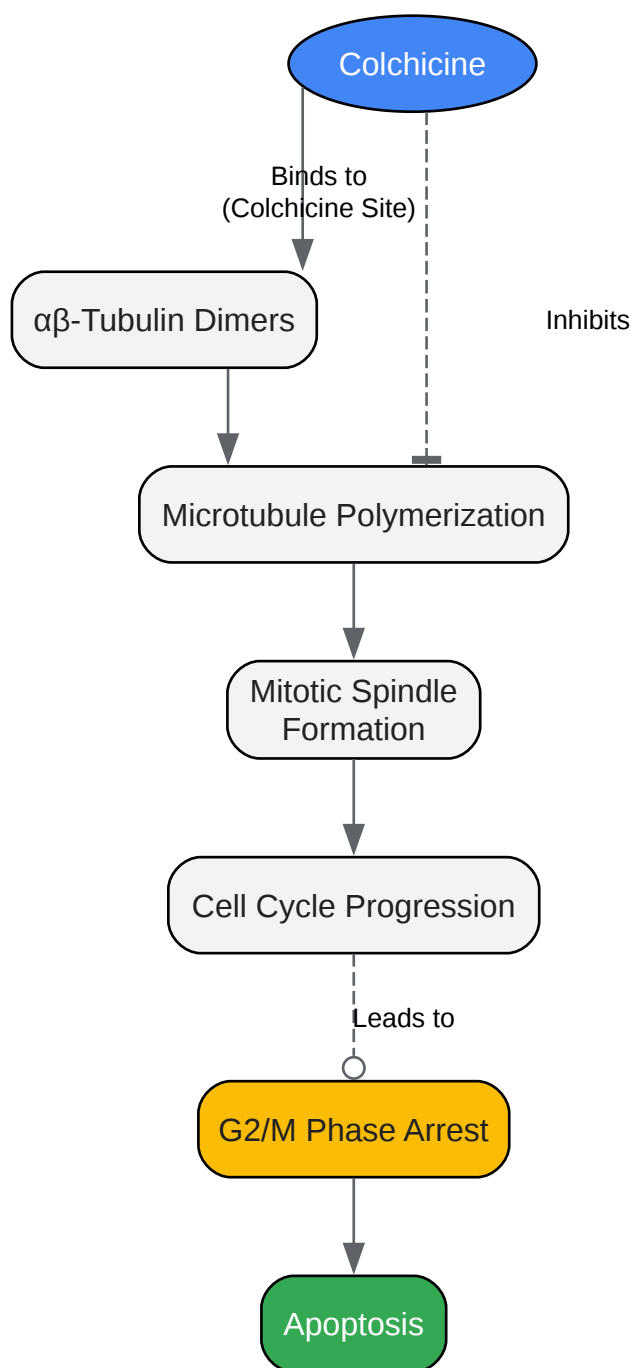 Colchicine
Binds to
(Colchicine Site)
αβ-Tubulin Dimers
Inhibits
Microtubule Polymerization
Mitotic Spindle
Formation
Cell Cycle Progression
Leads to
G2/M Phase Arrest
Apoptosis